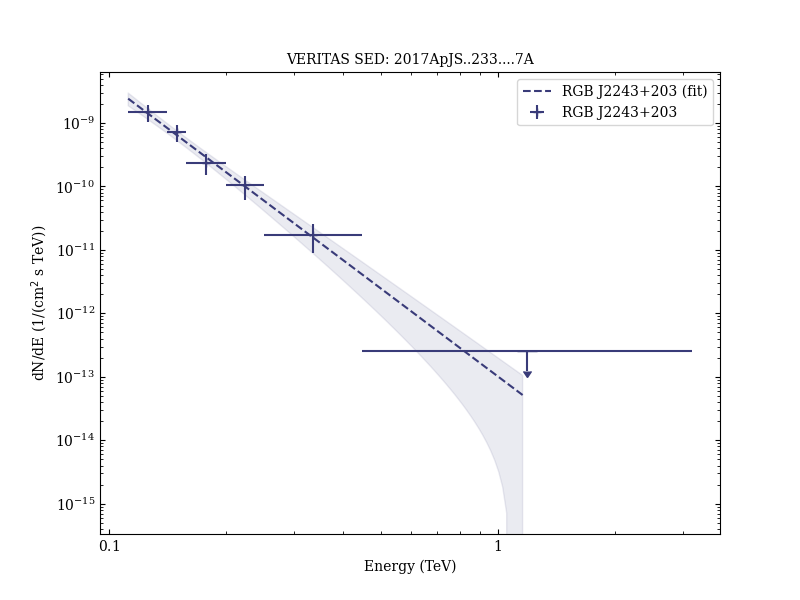 VERITAS SED: 2017ApJS..233....7A
RGB J2243+203 (fit)
RGB J2243+203
dN/dE (1/(cm² s TeV))
10⁻⁹
10⁻¹⁰
10⁻¹¹
10⁻¹²
10⁻¹³
10⁻¹⁴
10⁻¹⁵
0.1
1
Energy (TeV)